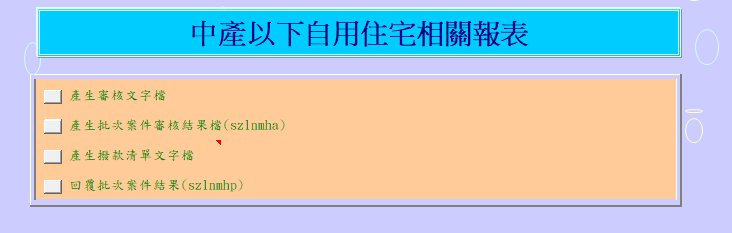 中產以下自用住宅相關報表
產生審核文字檔
產生批次案件審核結果檔(szlnmha)
產生撥款清單文字檔
回覆批次案件結果(szlnmhp)